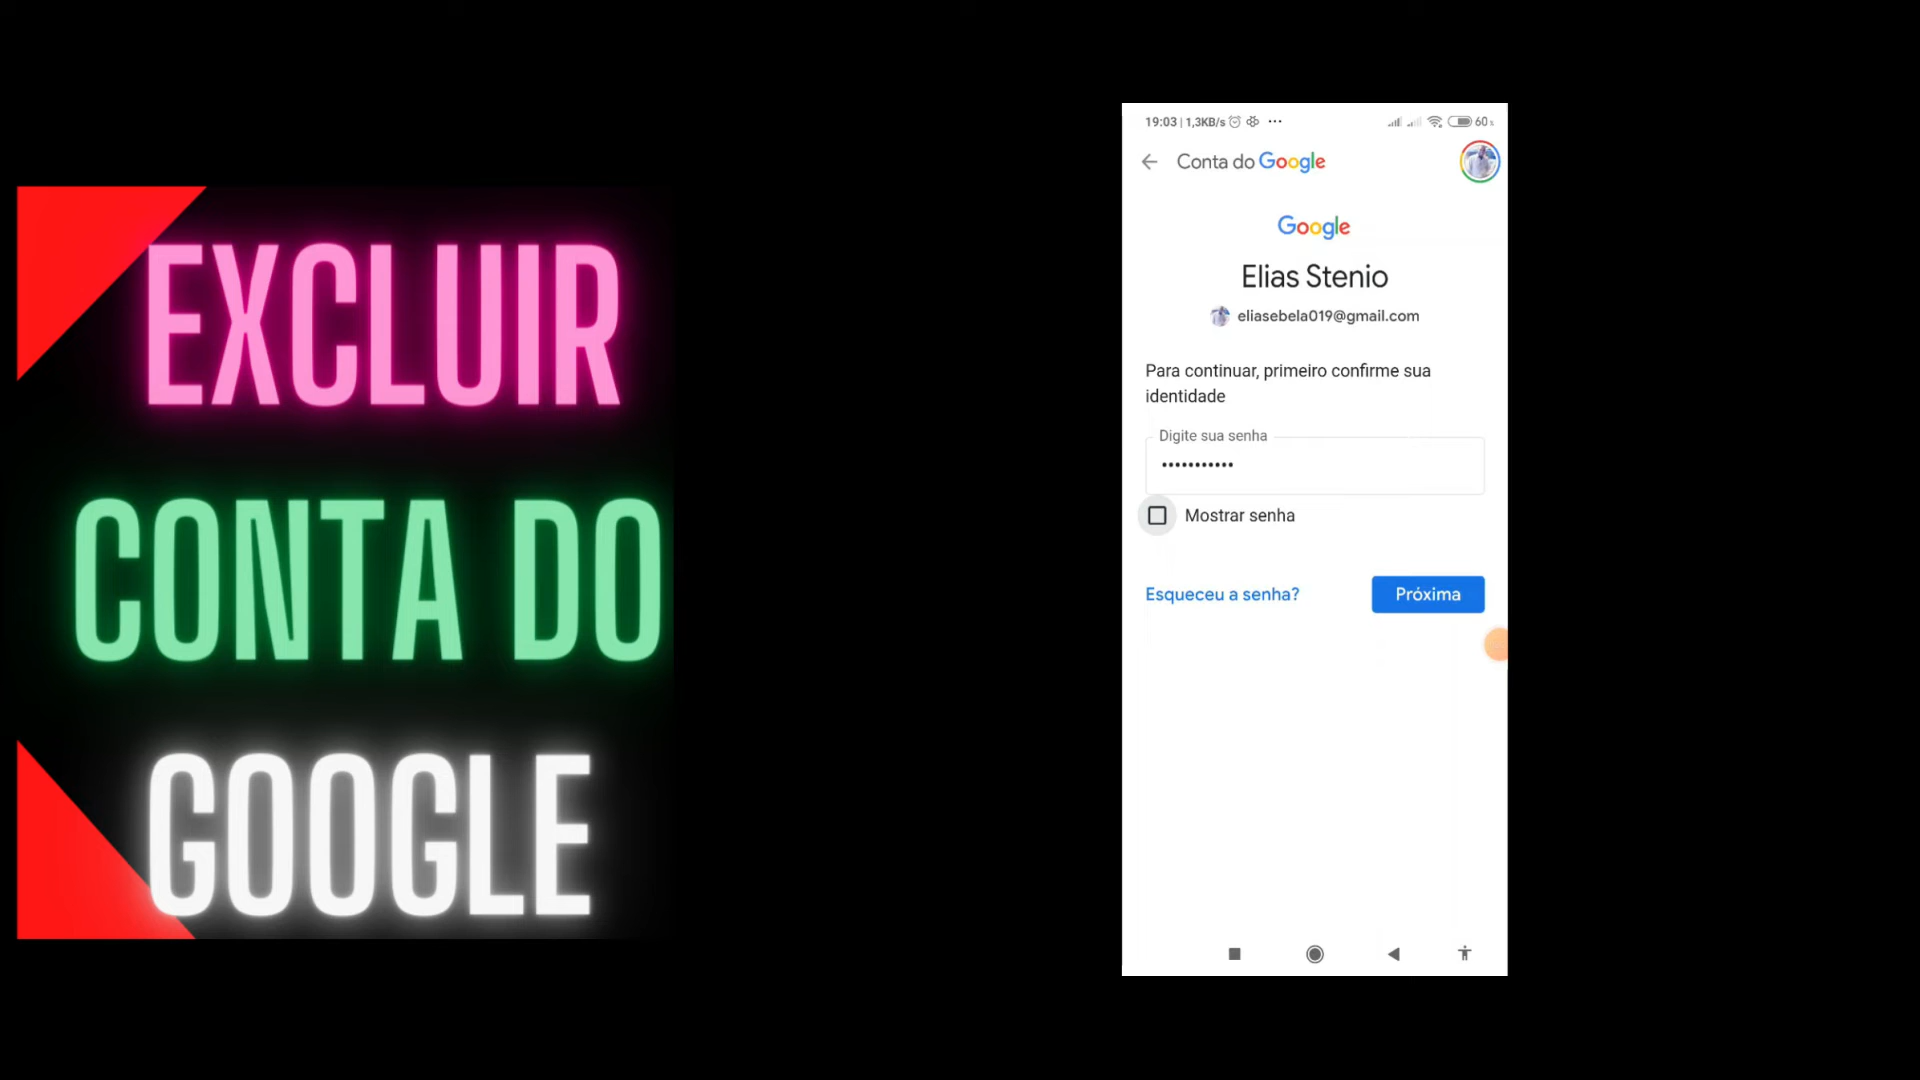 EXCLUIR
CONTA DO
GOOGLE
19:03 | 1,3KB/s ... 60
Conta do Google
Google
Elias Stenio
eliasebela019@gmail.com
Para continuar, primeiro confirme sua
identidade
Digite sua senha
•••••••••••
Mostrar senha
Esqueceu a senha?
Próxima